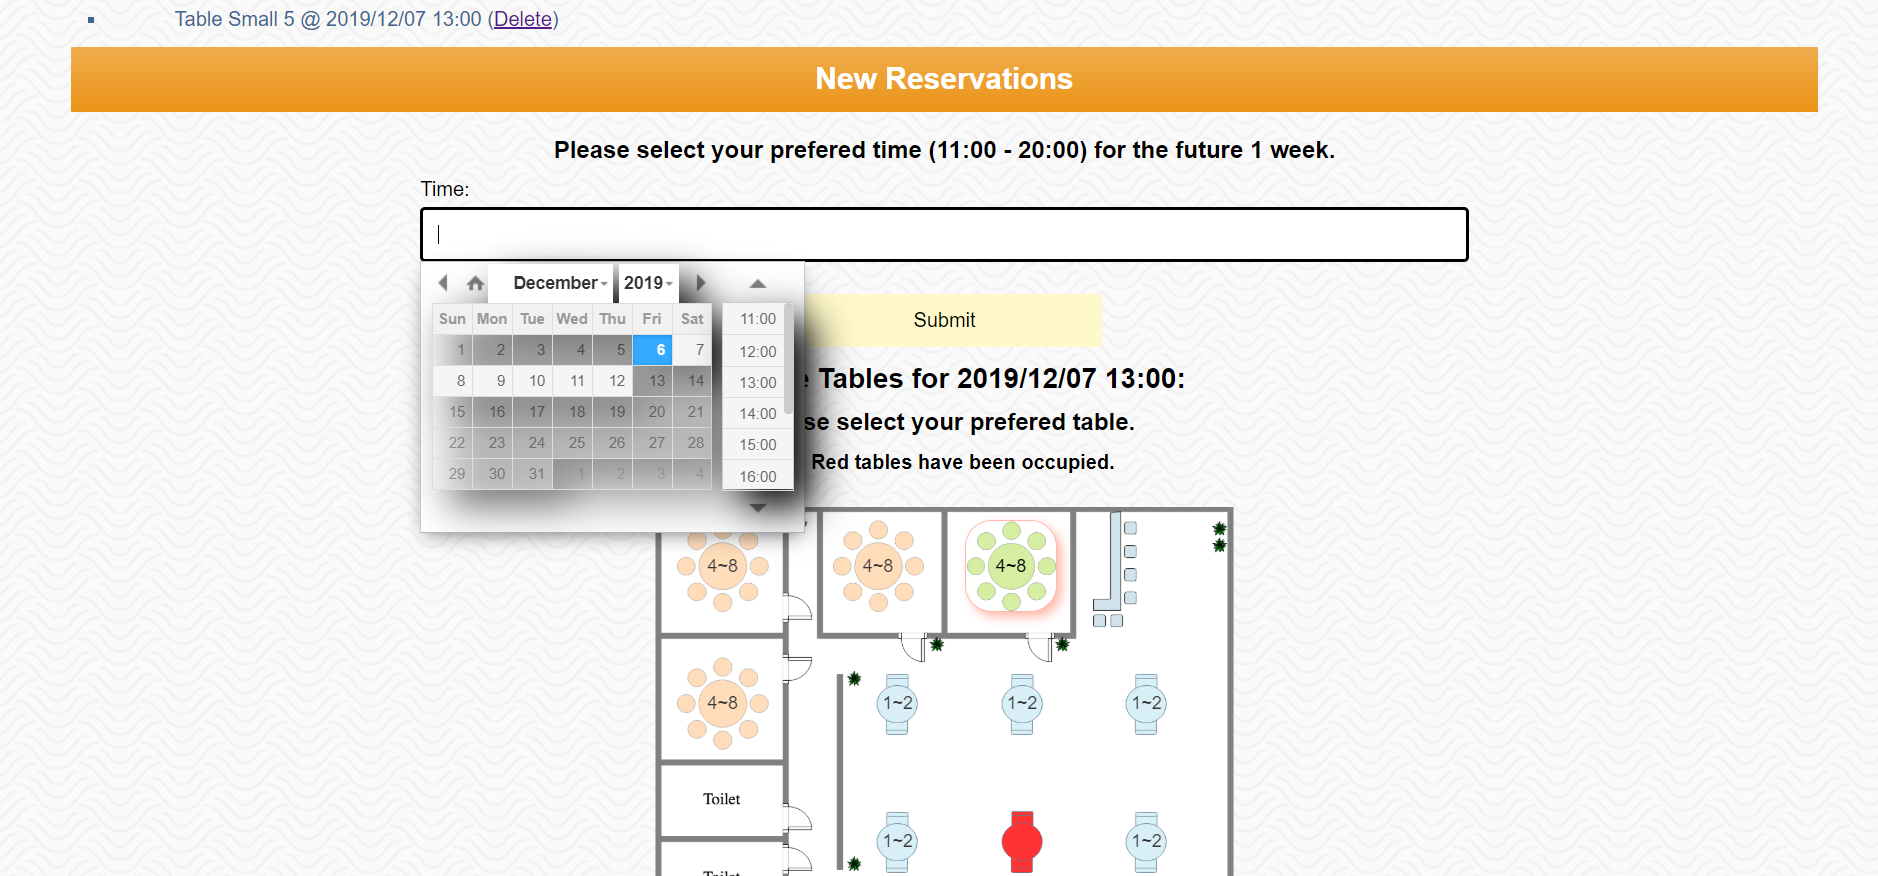 Table Small 5 @ 2019/12/07 13:00 (Delete)
New Reservations
Please select your prefered time (11:00 - 20:00) for the future 1 week.
Time:
December 2019
Sun Mon Tue Wed Thu Fri Sat
1 2 3 4 5 6 7
8 9 10 11 12 13 14
15 16 17 18 19 20 21
22 23 24 25 26 27 28
29 30 31 1 2 3 4
11:00
12:00
13:00
14:00
15:00
16:00
Submit
Tables for 2019/12/07 13:00:
select your prefered table.
Red tables have been occupied.
4~8 4~8 4~8
4~8
1~2 1~2 1~2
Toilet
1~2 1~2
Toilet